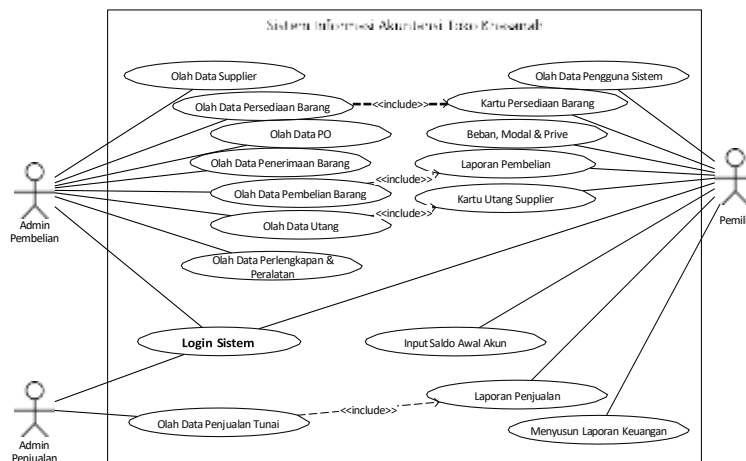 Sistem Informasi Akuntansi Toko Khasanah
Olah Data Supplier
Olah Data Pengguna Sistem
Olah Data Persediaan Barang
<<include>>
Kartu Persediaan Barang
Olah Data PO
Beban, Modal & Prive
Olah Data Penerimaan Barang
Laporan Pembelian
<<include>>
Olah Data Pembelian Barang
Kartu Utang Supplier
<<include>>
Olah Data Utang
Admin
Pembelian
Pemili
Olah Data Perlengkapan &
Peralatan
Login Sistem
Input Saldo Awal Akun
Laporan Penjualan
<<include>>
Olah Data Penjualan Tunai
Menyusun Laporan Keuangan
Admin
Penjualan